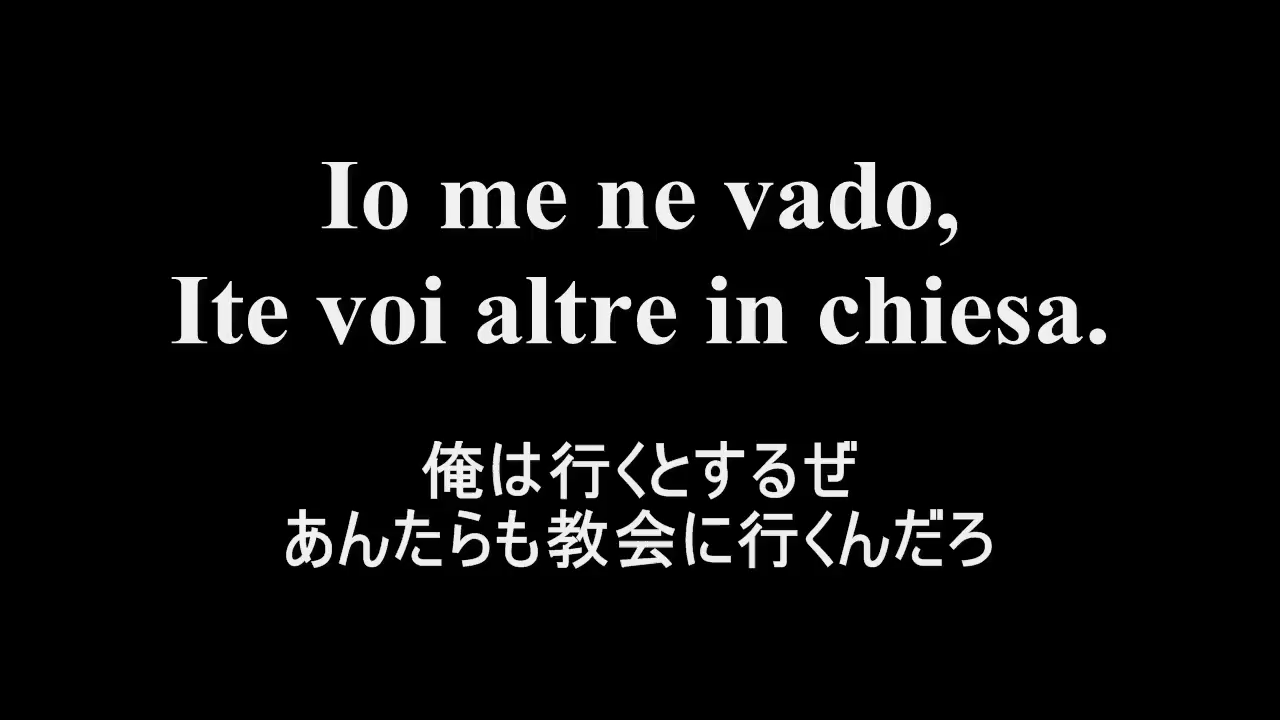 Io me ne vado,
Ite voi altre in chiesa.
俺は行くとするぜ
あんたらも教会に行くんだろ